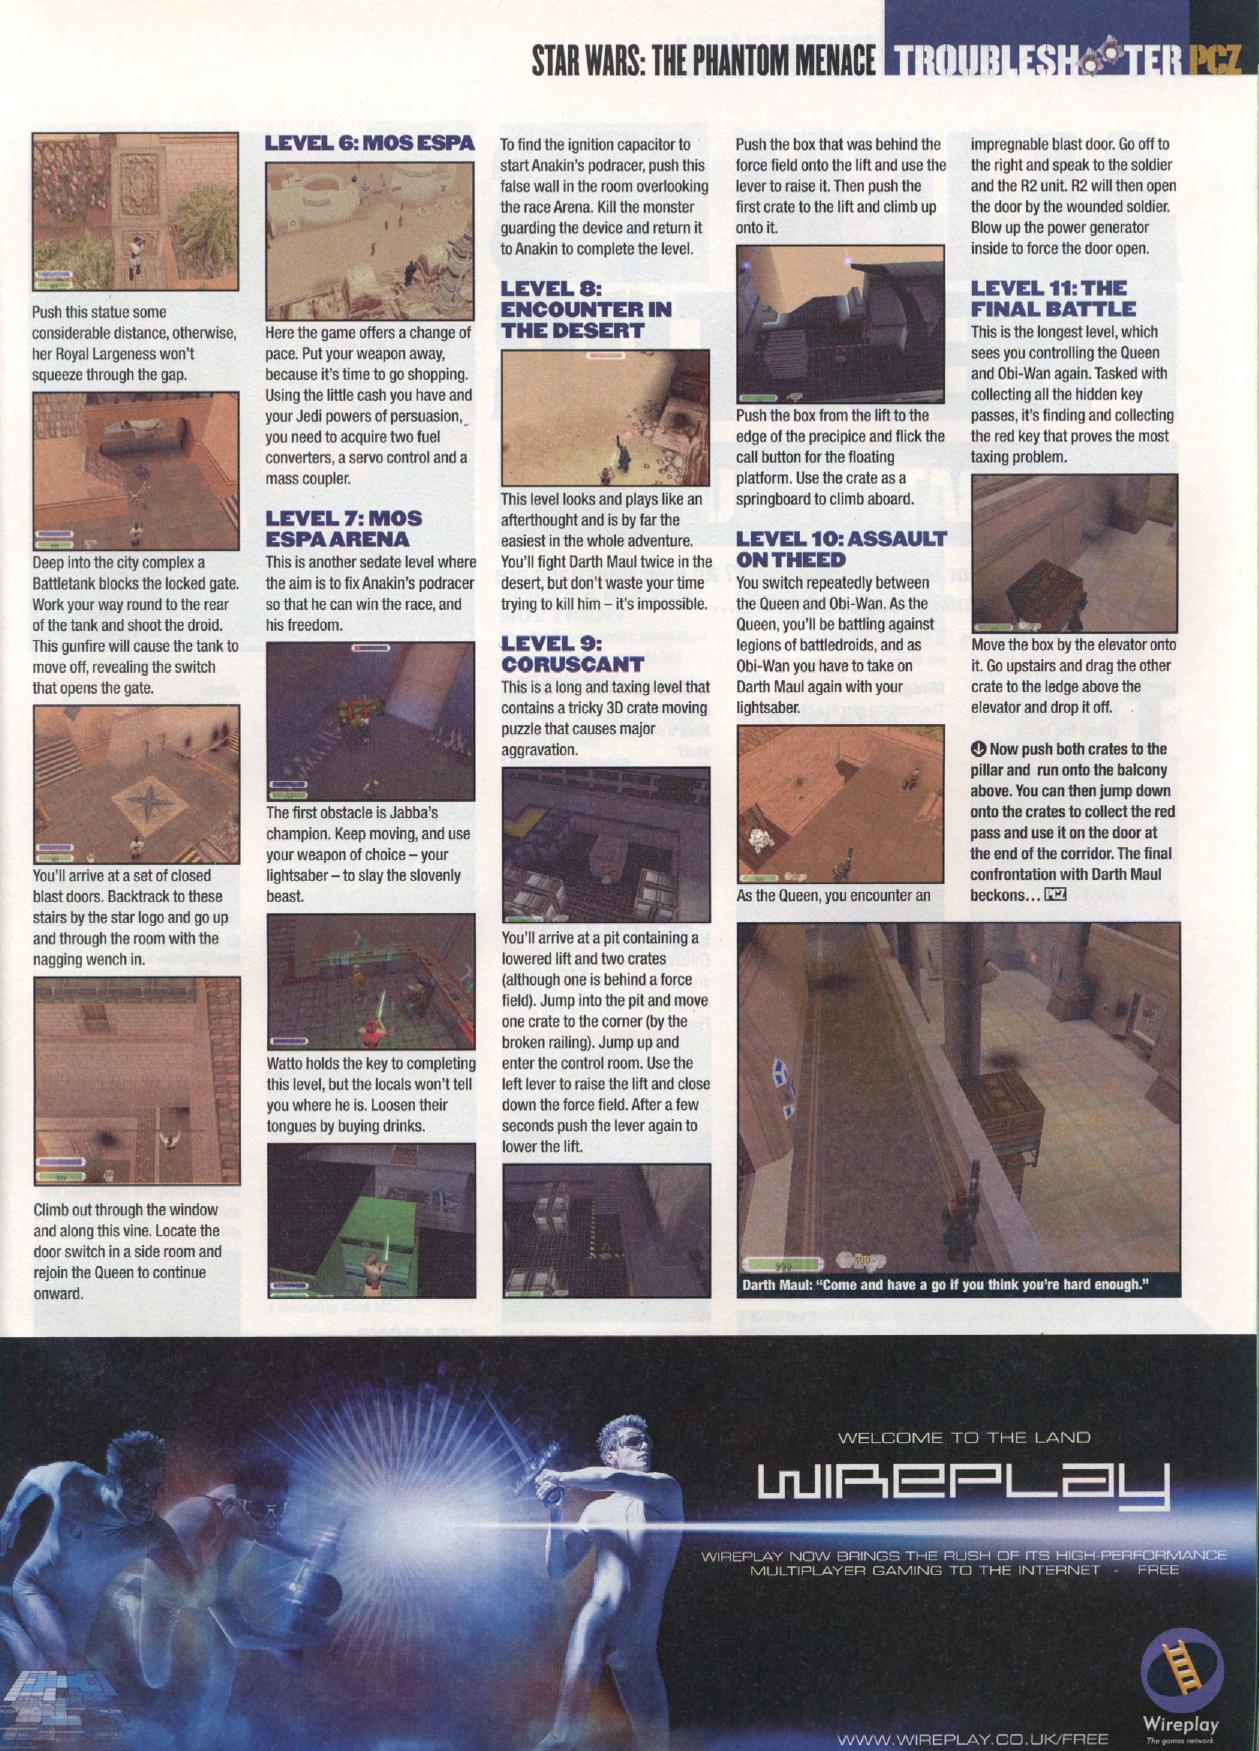 STAR WARS: THE PHANTOM MENACE TROUBLESHOOTER PCZ
Push this statue some
considerable distance, otherwise,
her Royal Largeness won't
squeeze through the gap.
Deep into the city complex a
Battletank blocks the locked gate.
Work your way round to the rear
of the tank and shoot the droid.
This gunfire will cause the tank to
move off, revealing the switch
that opens the gate.
You'll arrive at a set of closed
blast doors. Backtrack to these
stairs by the star logo and go up
and through the room with the
nagging wench in.
Climb out through the window
and along this vine. Locate the
door switch in a side room and
rejoin the Queen to continue
onward.
LEVEL 6: MOS ESPA
Here the game offers a change of
pace. Put your weapon away,
because it's time to go shopping.
Using the little cash you have and
your Jedi powers of persuasion,
you need to acquire two fuel
converters, a servo control and a
mass coupler.
LEVEL 7: MOS
ESPA ARENA
This is another sedate level where
the aim is to fix Anakin's podracer
so that he can win the race, and
his freedom.
The first obstacle is Jabba's
champion. Keep moving, and use
your weapon of choice – your
lightsaber – to slay the slovenly
beast.
Watto holds the key to completing
this level, but the locals won't tell
you where he is. Loosen their
tongues by buying drinks.
To find the ignition capacitor to
start Anakin's podracer, push this
false wall in the room overlooking
the race Arena. Kill the monster
guarding the device and return it
to Anakin to complete the level.
LEVEL 8:
ENCOUNTER IN
THE DESERT
This level looks and plays like an
afterthought and is by far the
easiest in the whole adventure.
You'll fight Darth Maul twice in the
desert, but don't waste your time
trying to kill him – it's impossible.
LEVEL 9:
CORUSCANT
This is a long and taxing level that
contains a tricky 3D crate moving
puzzle that causes major
aggravation.
You'll arrive at a pit containing a
lowered lift and two crates
(although one is behind a force
field). Jump into the pit and move
one crate to the corner (by the
broken railing). Jump up and
enter the control room. Use the
left lever to raise the lift and close
down the force field. After a few
seconds push the lever again to
lower the lift.
Push the box that was behind the
force field onto the lift and use the
lever to raise it. Then push the
first crate to the lift and climb up
onto it.
Push the box from the lift to the
edge of the precipice and flick the
call button for the floating
platform. Use the crate as a
springboard to climb aboard.
LEVEL 10: ASSAULT
ON THEED
You switch repeatedly between
the Queen and Obi-Wan. As the
Queen, you'll be battling against
legions of battledroids, and as
Obi-Wan you have to take on
Darth Maul again with your
lightsaber.
As the Queen, you encounter an
impregnable blast door. Go off to
the right and speak to the soldier
and the R2 unit. R2 will then open
the door by the wounded soldier.
Blow up the power generator
inside to force the door open.
LEVEL 11: THE
FINAL BATTLE
This is the longest level, which
sees you controlling the Queen
and Obi-Wan again. Tasked with
collecting all the hidden key
passes, it's finding and collecting
the red key that proves the most
taxing problem.
Move the box by the elevator onto
it. Go upstairs and drag the other
crate to the ledge above the
elevator and drop it off.
Now push both crates to the
pillar and run onto the balcony
above. You can then jump down
onto the crates to collect the red
pass and use it on the door at
the end of the corridor. The final
confrontation with Darth Maul
beckons... PCZ
999
Darth Maul: “Come and have a go if you think you're hard enough.”
WELCOME TO THE LAND
WIREPLAY
WIREPLAY NOW BRINGS THE RUSH OF ITS HIGH-PERFORMANCE
MULTIPLAYER GAMING TO THE INTERNET - FREE
Wireplay
The games network
WWW.WIREPLAY.CO.UK/FREE